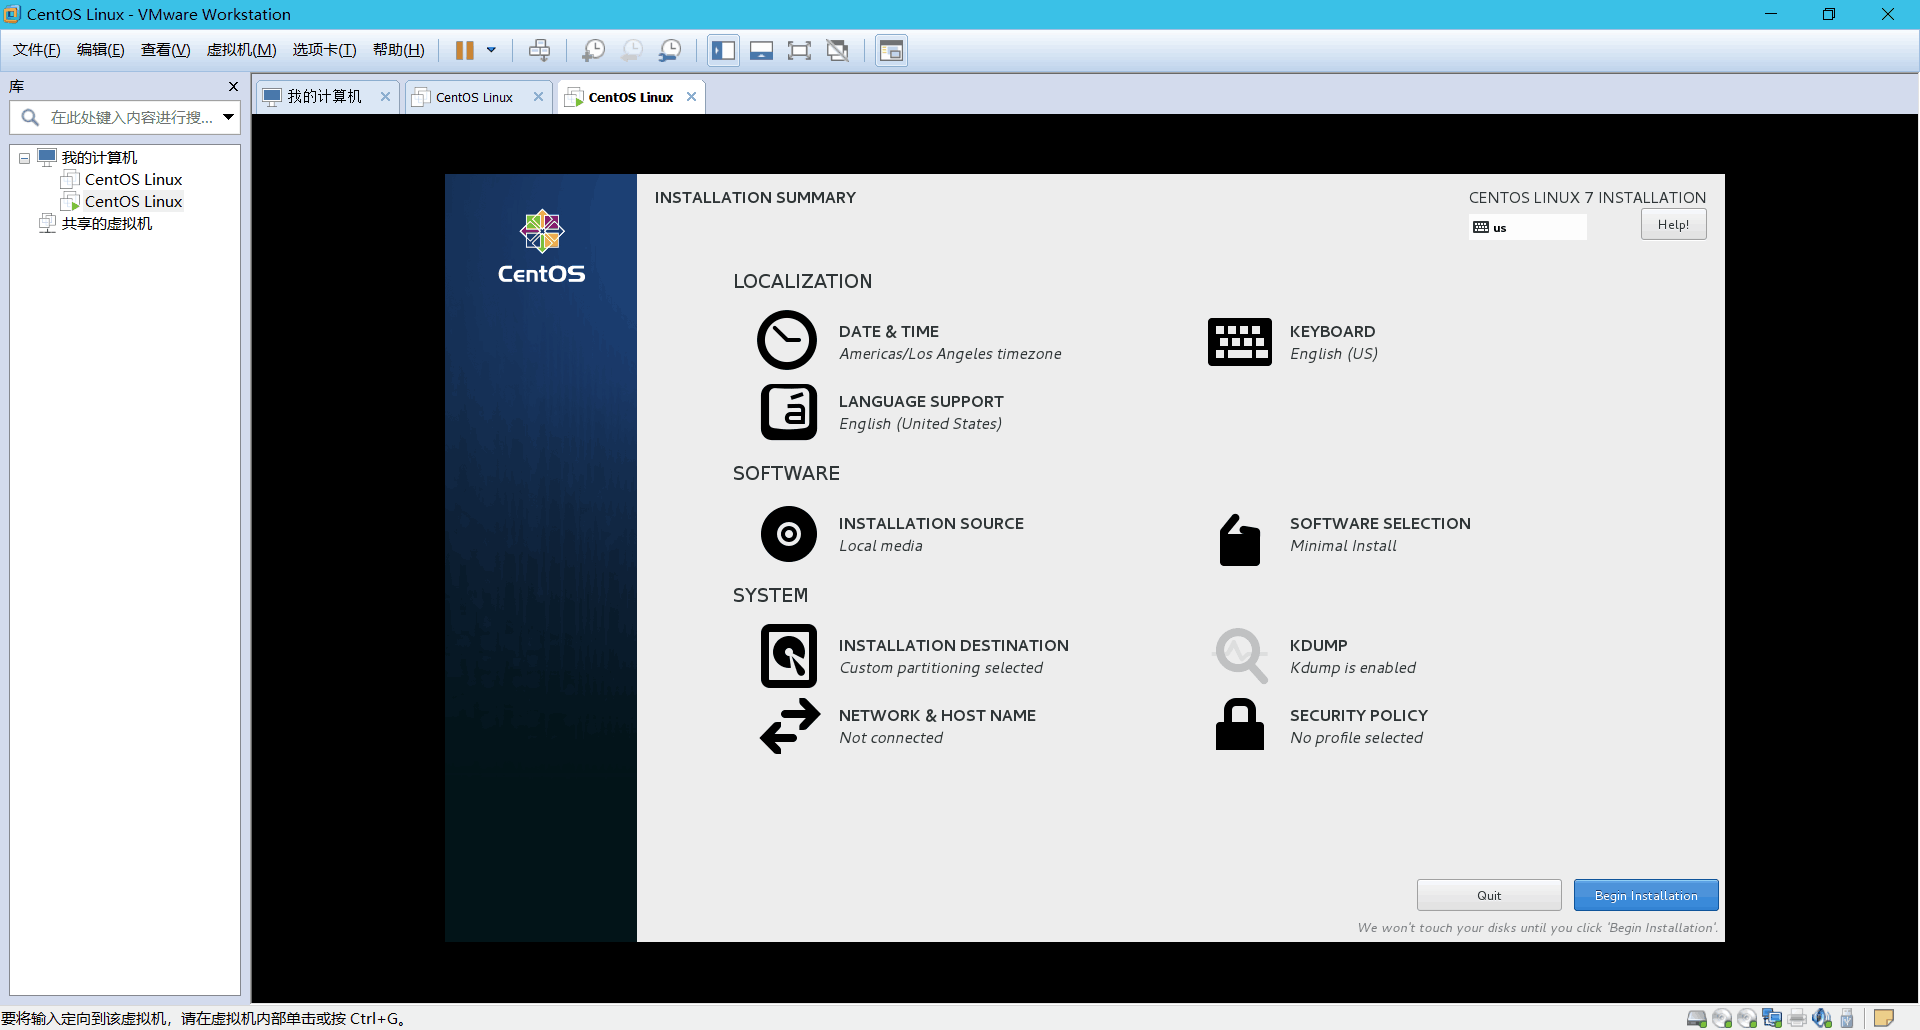 CentOS Linux - VMware Workstation
文件(F) 编辑(E) 查看(V) 虚拟机(M) 选项卡(T) 帮助(H)
库
在此处键入内容进行搜...
我的计算机
CentOS Linux
CentOS Linux
共享的虚拟机
我的计算机 CentOS Linux CentOS Linux
CentOS
INSTALLATION SUMMARY
CENTOS LINUX 7 INSTALLATION
us
Help!
LOCALIZATION
DATE & TIME
Americas/Los Angeles timezone
KEYBOARD
English (US)
LANGUAGE SUPPORT
English (United States)
SOFTWARE
INSTALLATION SOURCE
Local media
SOFTWARE SELECTION
Minimal Install
SYSTEM
INSTALLATION DESTINATION
Custom partitioning selected
KDUMP
Kdump is enabled
NETWORK & HOST NAME
Not connected
SECURITY POLICY
No profile selected
Quit
Begin Installation
We won't touch your disks until you click 'Begin Installation'.
要将输入定向到该虚拟机，请在虚拟机内部单击或按 Ctrl+G。